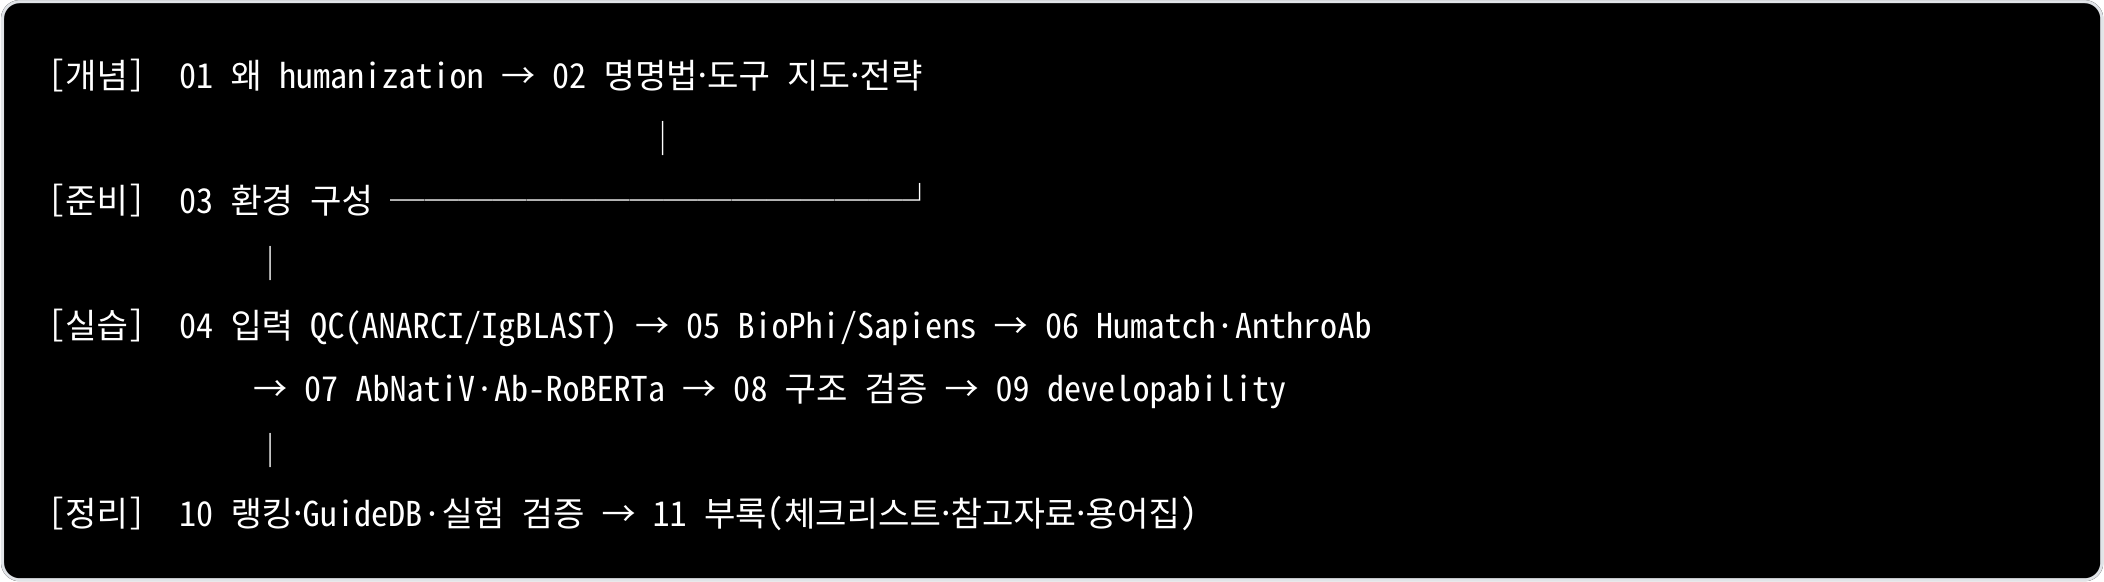 [개념]  01 왜 humanization → 02 명명법·도구 지도·전략
│
[준비]  03 환경 구성 ────────────────┘
│
[실습]  04 입력 QC(ANARCI/IgBLAST) → 05 BioPhi/Sapiens → 06 Humatch·AnthroAb
→ 07 AbNatiV·Ab-RoBERTa → 08 구조 검증 → 09 developability
│
[정리]  10 랭킹·GuideDB·실험 검증 → 11 부록(체크리스트·참고자료·용어집)